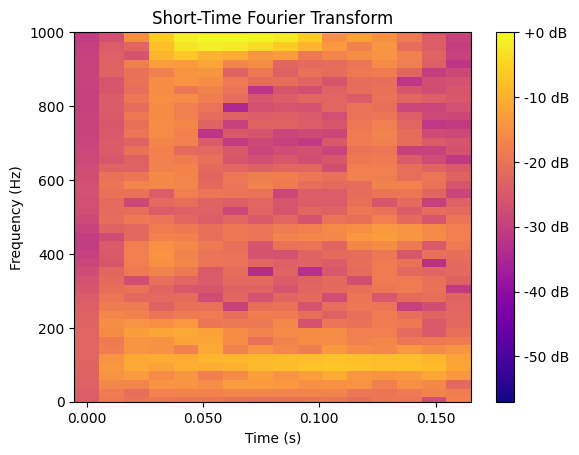 Short-Time Fourier Transform
Frequency (Hz)
1000
800
600
400
200
0
0.000
0.050
0.100
0.150
Time (s)
+0 dB
-10 dB
-20 dB
-30 dB
-40 dB
-50 dB